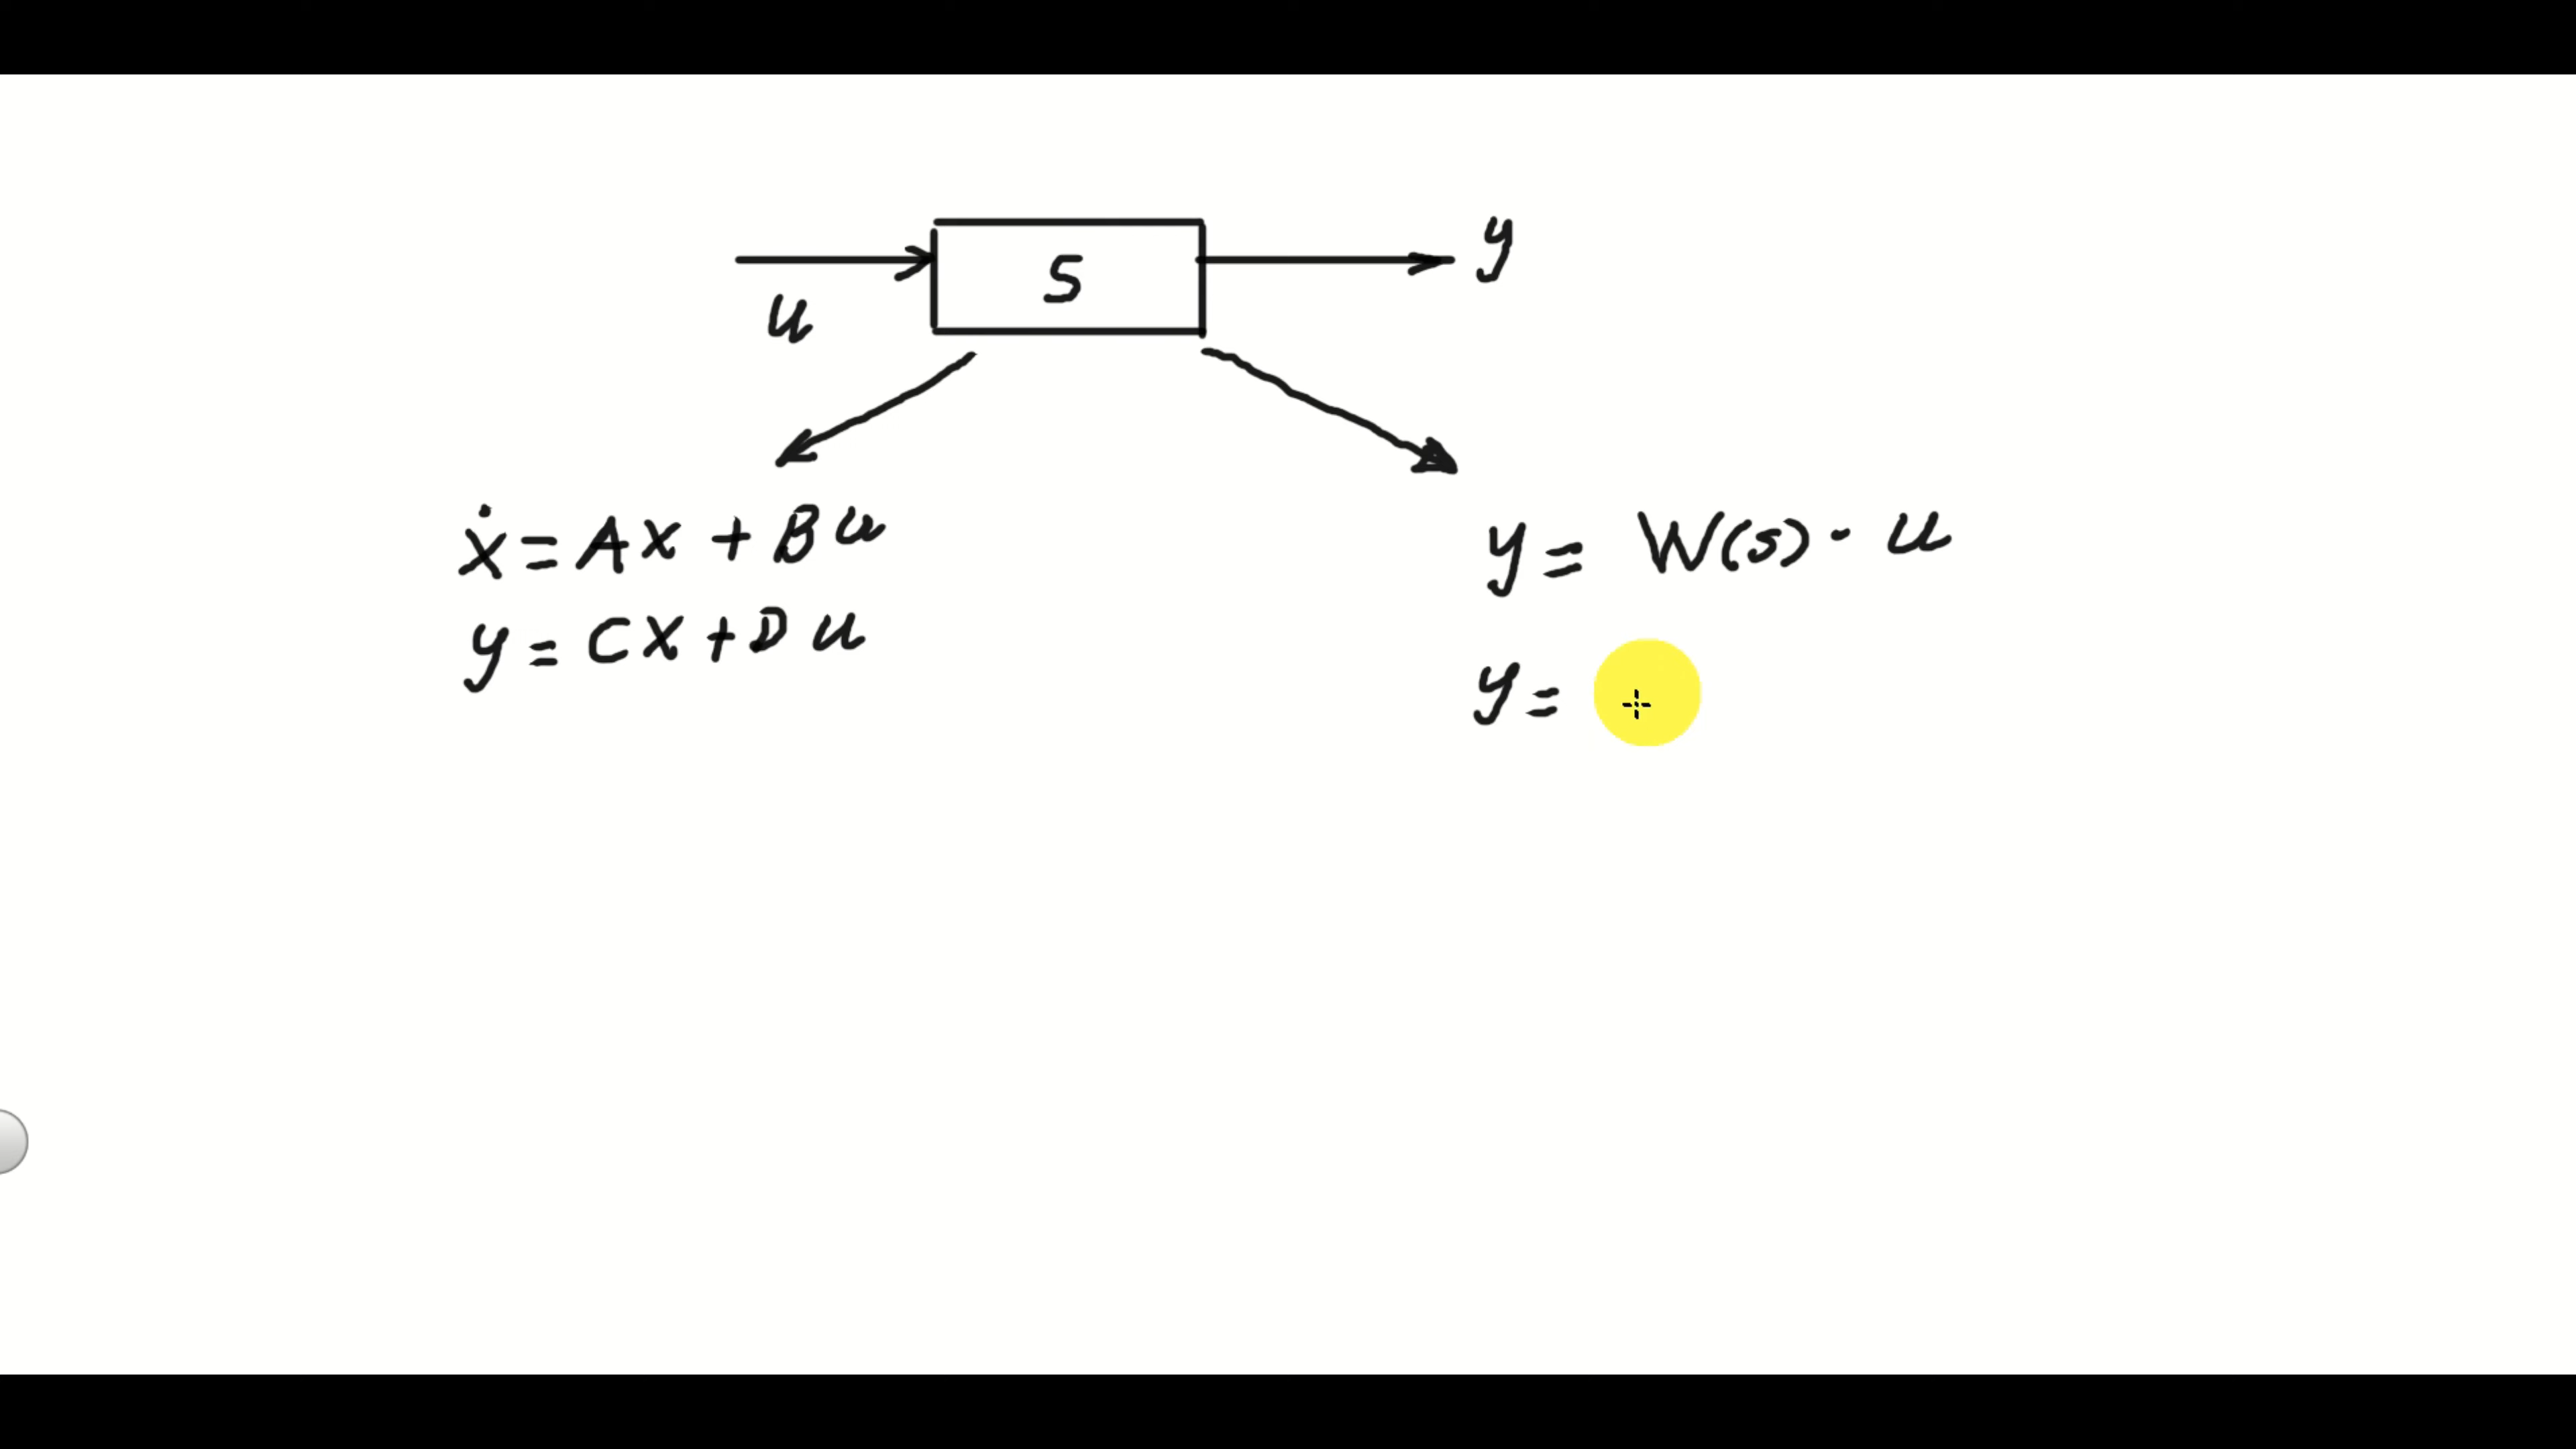 u S y
ẋ = Ax + Bu
y = Cx + Du
y = W(s) · u
y =